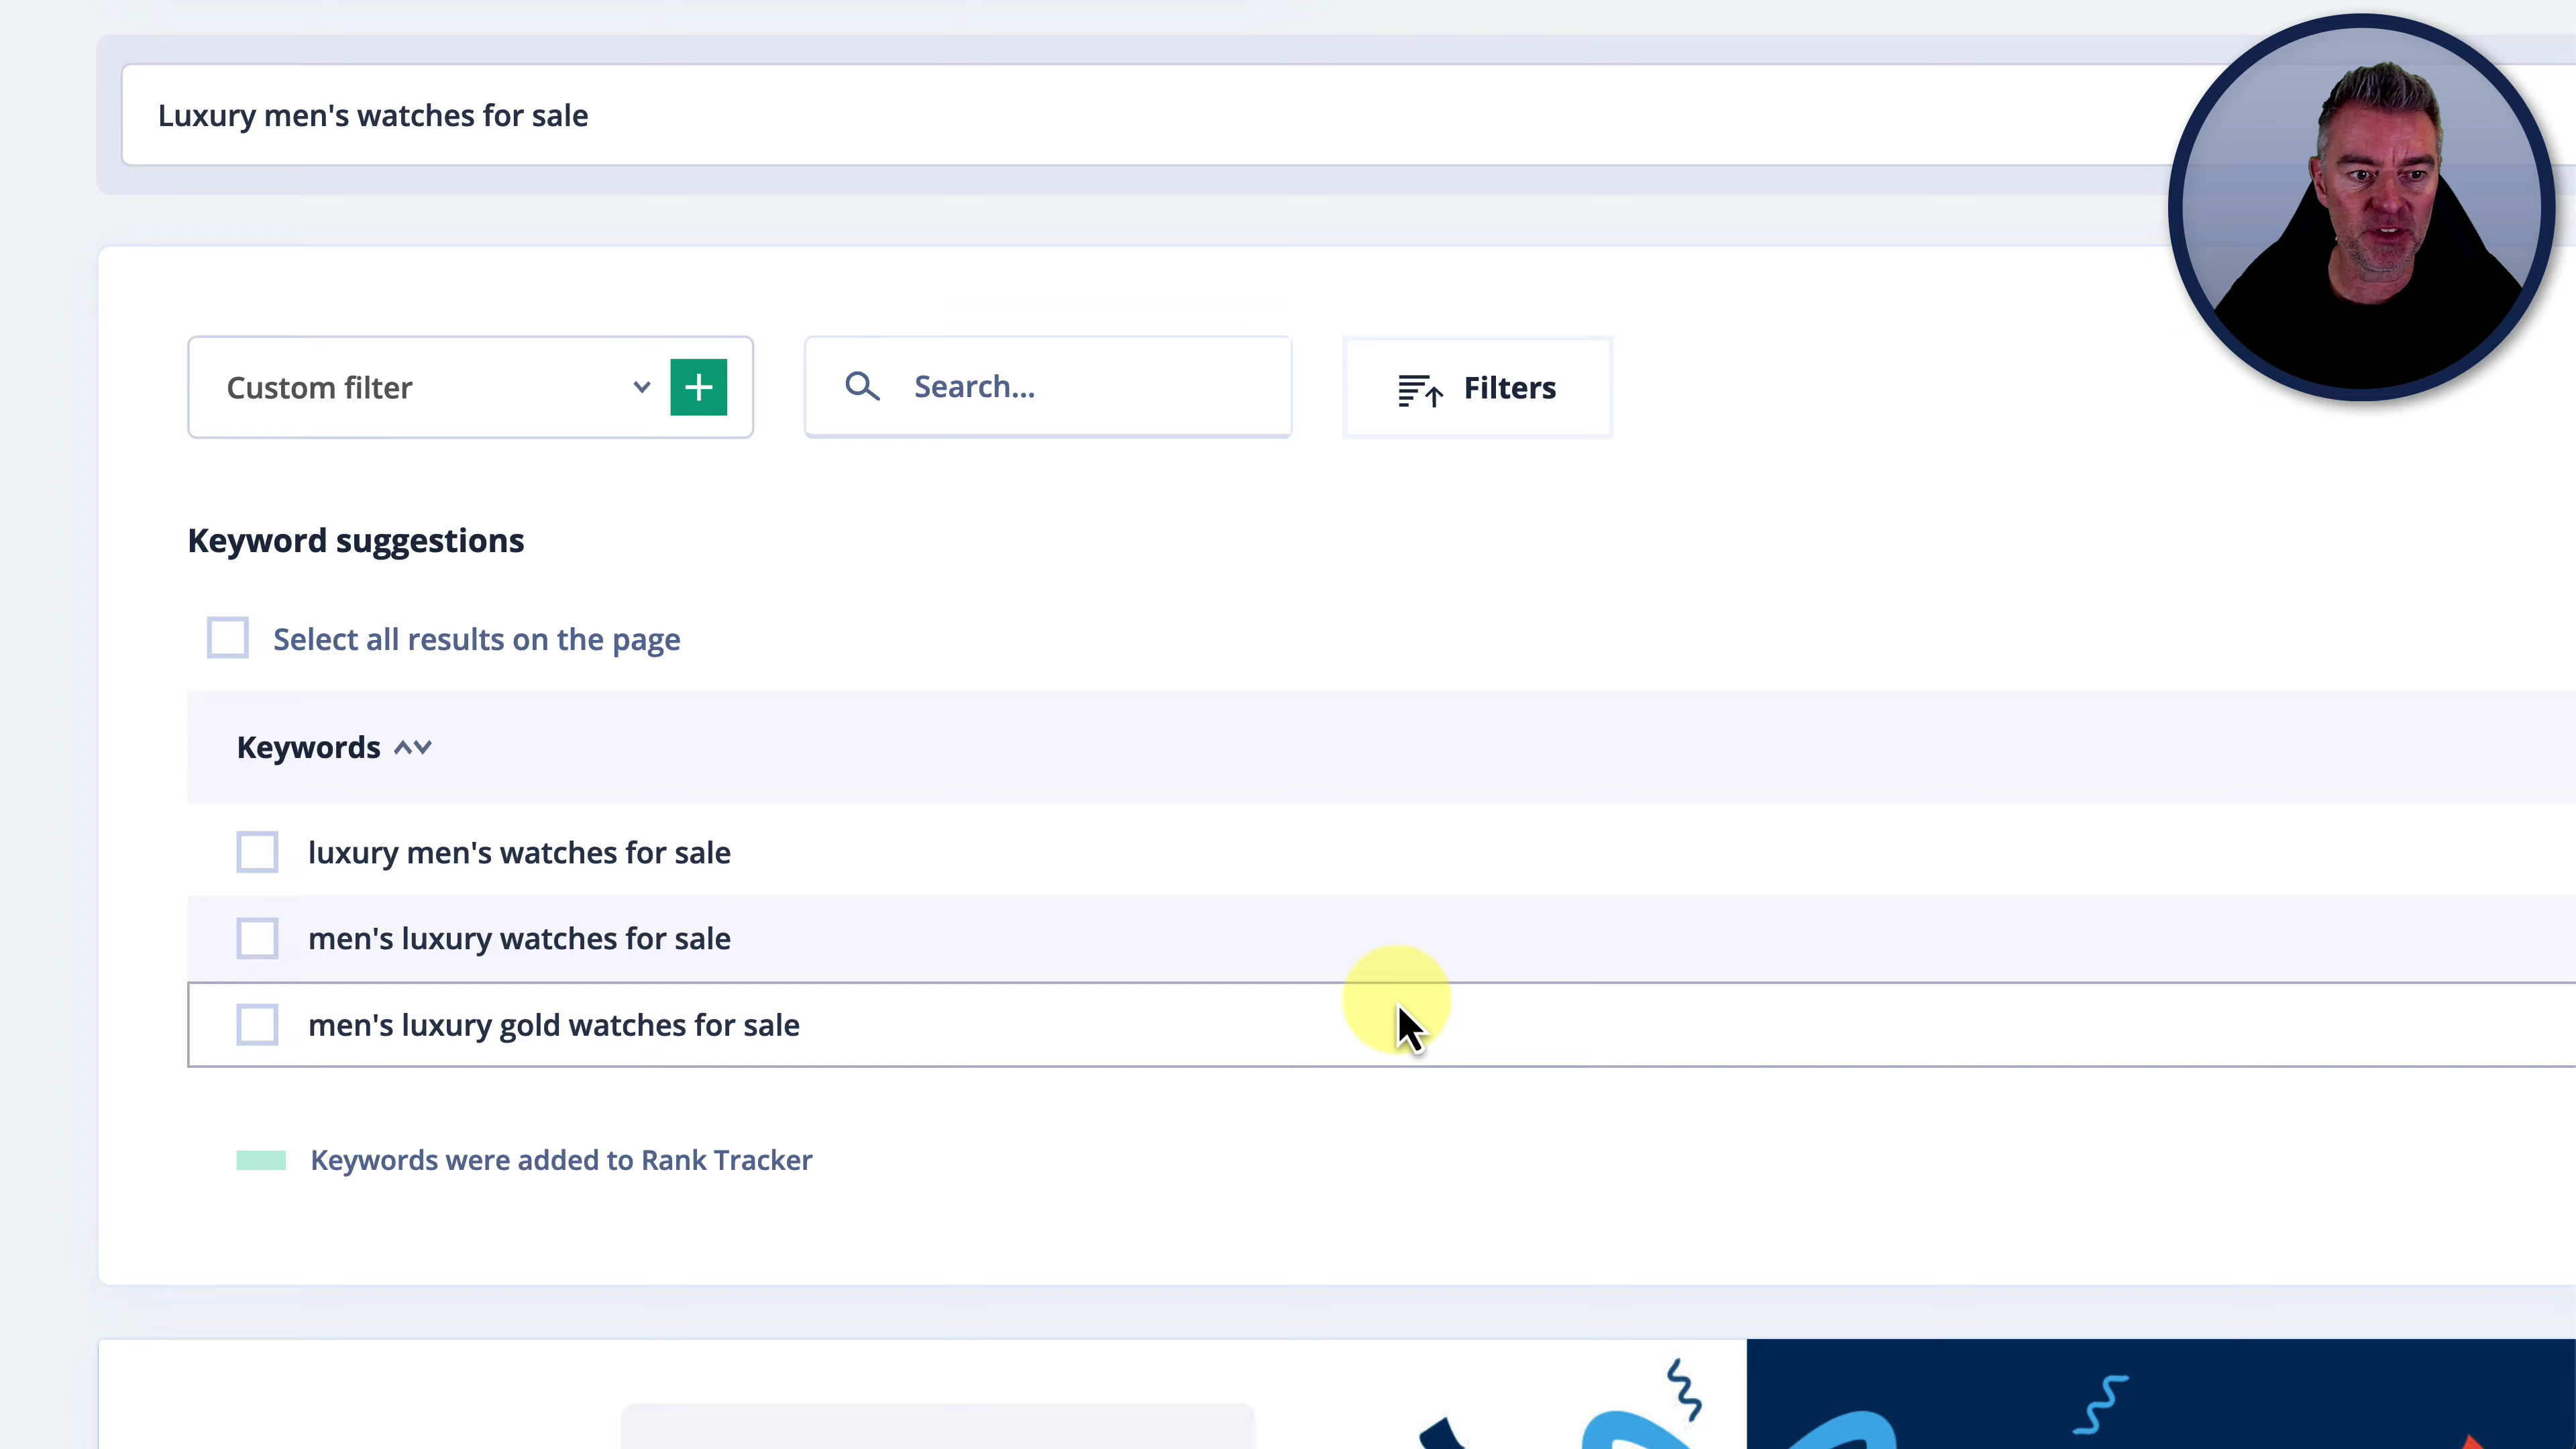 Luxury men's watches for sale
Custom filter
Search...
Filters
Keyword suggestions
Select all results on the page
Keywords
luxury men's watches for sale
men's luxury watches for sale
men's luxury gold watches for sale
Keywords were added to Rank Tracker